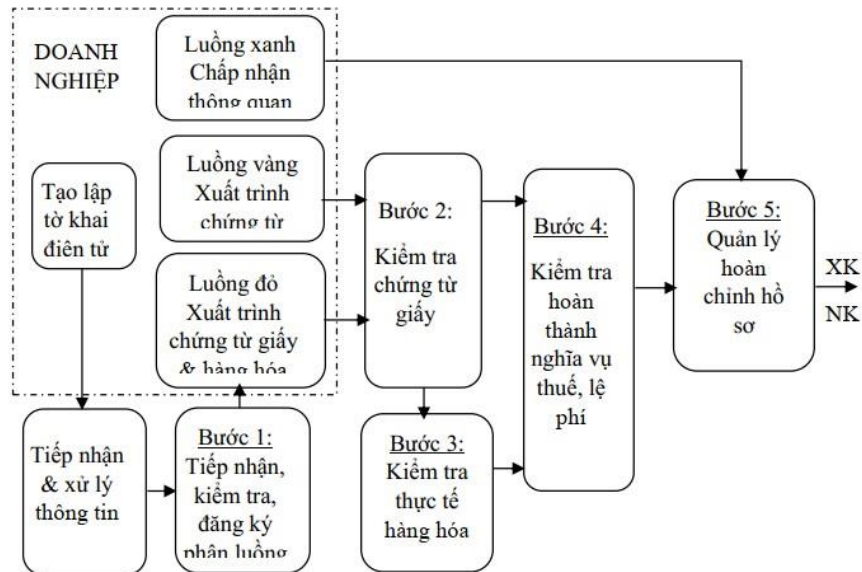 DOANH
NGHIỆP
Luồng xanh
Chấp nhận
thông quan
Luồng vàng
Xuất trình
chứng từ
Tạo lập
tờ khai
điện tử
Luồng đỏ
Xuất trình
chứng từ giấy
& hàng hóa
Bước 2:
Kiểm tra
chứng từ
giấy
Bước 4:
Kiểm tra
hoàn
thành
nghĩa vụ
thuế, lệ
phí
Bước 5:
Quản lý
hoàn
chỉnh hồ
sơ
XK
NK
Tiếp nhận
& xử lý
thông tin
Bước 1:
Tiếp nhận,
kiểm tra,
đăng ký
phân luồng
Bước 3:
Kiểm tra
thực tế
hàng hóa